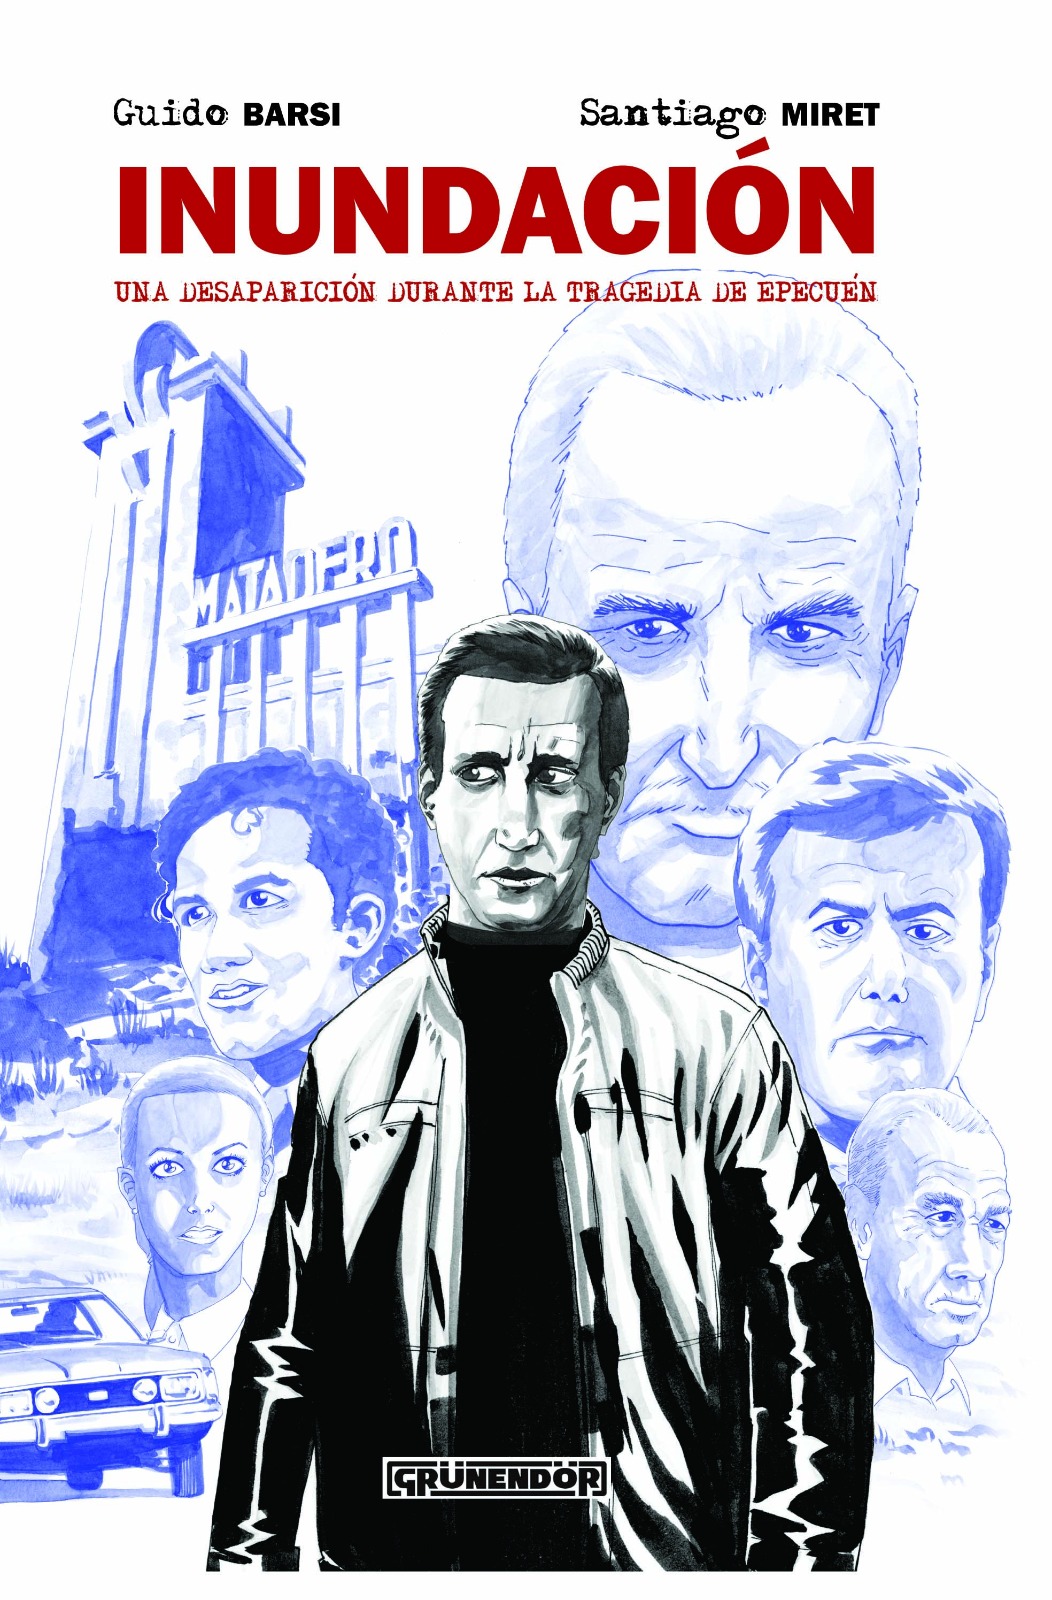 Guido BARSI Santiago MIRET
INUNDACIÓN
UNA DESAPARICIÓN DURANTE LA TRAGEDIA DE EPECUÉN
MATADERO
GRÜNENDÖR